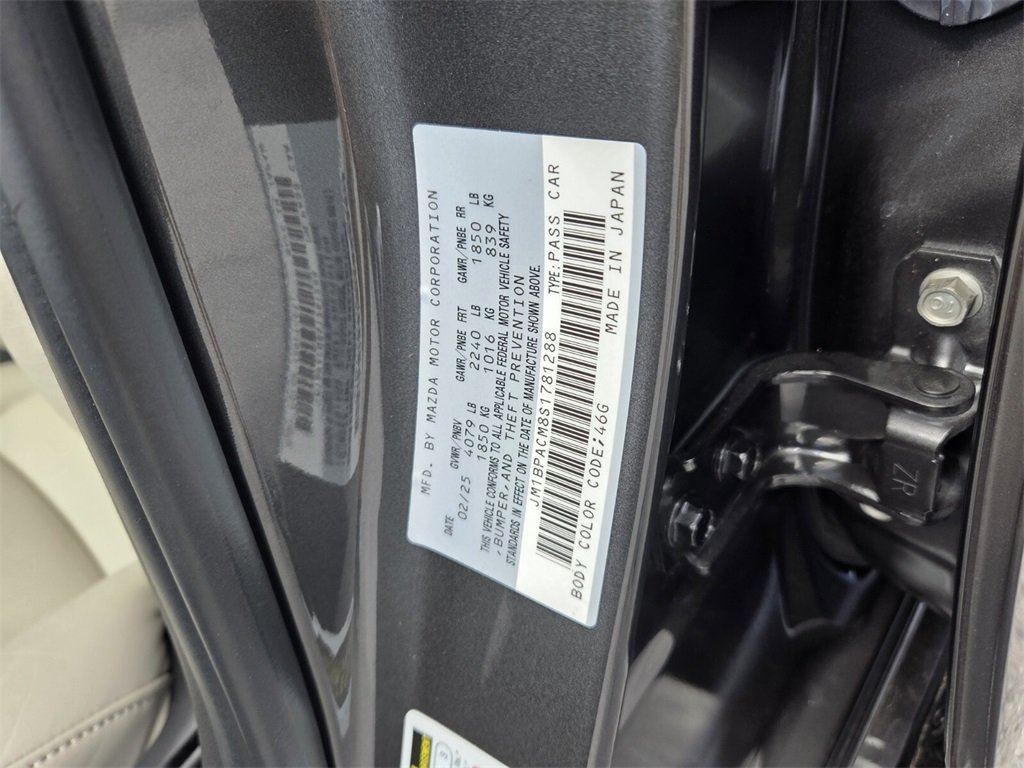 MFD. BY MAZDA MOTOR CORPORATION
DATE GVWR/PNBV GAWR/PNBE FRT GAWR/PNBE RR
02/25 4079 LB 2240 LB 1850 LB
1850 KG 1016 KG 839 KG
THIS VEHICLE CONFORMS TO ALL APPLICABLE FEDERAL MOTOR VEHICLE SAFETY
,BUMPER,AND THEFT PREVENTION
STANDARDS IN EFFECT ON THE DATE OF MANUFACTURE SHOWN ABOVE.
JM1BPACM8S1781288 TYPE:PASS CAR
BODY COLOR CODE;46G MADE IN JAPAN
ZR